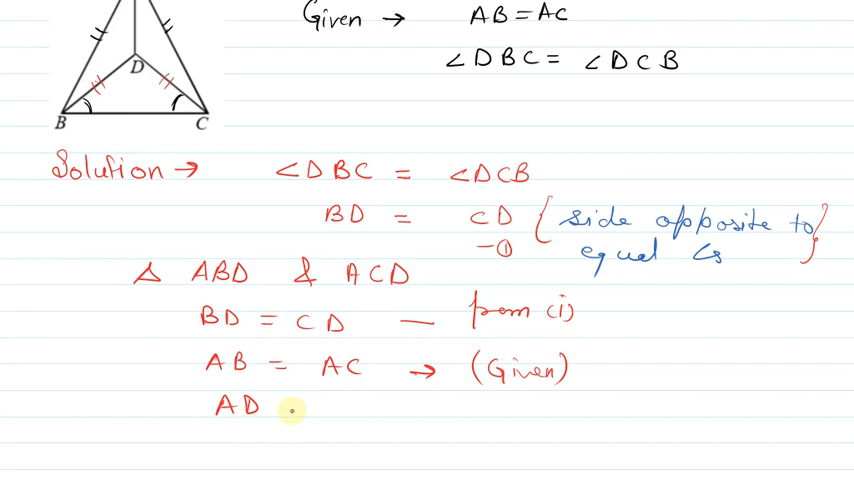 Given → AB = AC
∠DBC = ∠DCB
D
B C
Solution → ∠DBC = ∠DCB
BD = CD { side opposite to
–① equal ∠s }
△ ABD & ACD
BD = CD — from (i)
AB = AC → (Given)
AD